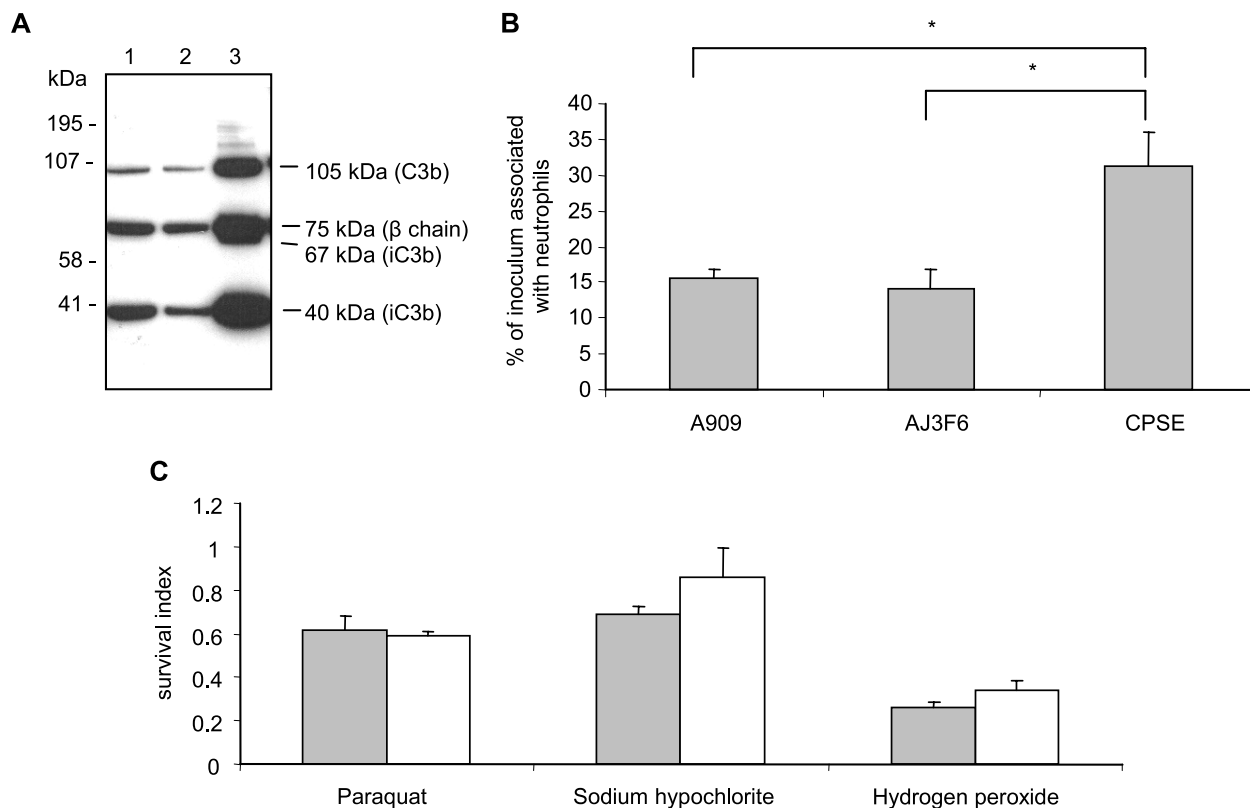 A
1 2 3
kDa
195 -
107 -
58 -
41 -
105 kDa (C3b)
75 kDa (β chain)
67 kDa (iC3b)
40 kDa (iC3b)
B
*
*
% of inoculum associated
with neutrophils
40
35
30
25
20
15
10
5
0
A909 AJ3F6 CPSE
C
survival index
1.2
1
0.8
0.6
0.4
0.2
0
Paraquat Sodium hypochlorite Hydrogen peroxide